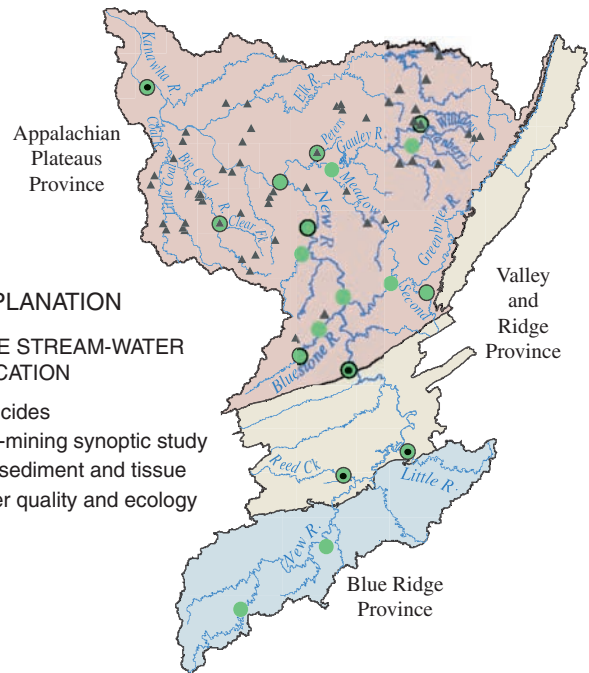 Kanawha R.
Elk R.
Appalachian
Plateaus
Province
Coal R.
Little Coal
Big Coal
R.
Clear Fk.
Peters
Gauley R.
Meadow R.
New R.
Greenbrier R.
Second
Bluestone R.
Valley
and
Ridge
Province
PLANATION
E STREAM-WATER
CATION
cides
-mining synoptic study
sediment and tissue
er quality and ecology
Reed Ck.
Little R.
New R.
Blue Ridge
Province